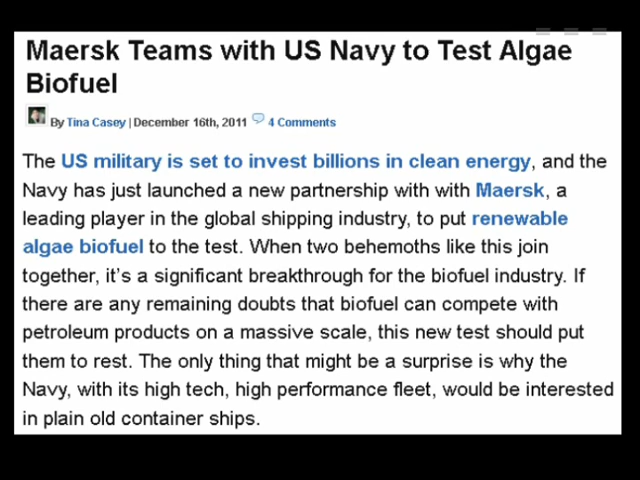 Maersk Teams with US Navy to Test Algae
Biofuel
By Tina Casey | December 16th, 2011 4 Comments
The US military is set to invest billions in clean energy, and the
Navy has just launched a new partnership with with Maersk, a
leading player in the global shipping industry, to put renewable
algae biofuel to the test. When two behemoths like this join
together, it's a significant breakthrough for the biofuel industry. If
there are any remaining doubts that biofuel can compete with
petroleum products on a massive scale, this new test should put
them to rest. The only thing that might be a surprise is why the
Navy, with its high tech, high performance fleet, would be interested
in plain old container ships.